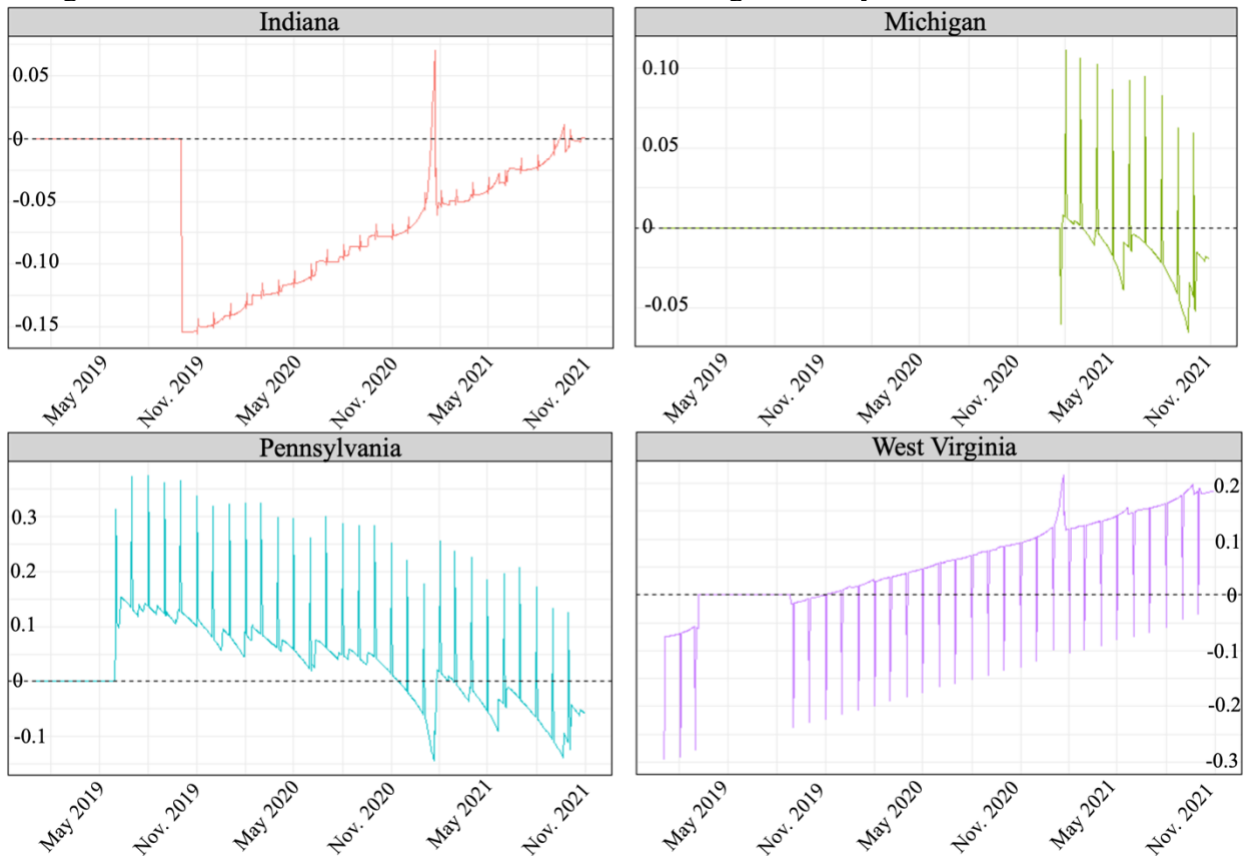 Indiana
0.05
0
-0.05
-0.10
-0.15
May 2019
Nov. 2019
May 2020
Nov. 2020
May 2021
Nov. 2021
Michigan
0.10
0.05
0
-0.05
May 2019
Nov. 2019
May 2020
Nov. 2020
May 2021
Nov. 2021
Pennsylvania
0.3
0.2
0.1
0
-0.1
May 2019
Nov. 2019
May 2020
Nov. 2020
May 2021
Nov. 2021
West Virginia
0.2
0.1
0
-0.1
-0.2
-0.3
May 2019
Nov. 2019
May 2020
Nov. 2020
May 2021
Nov. 2021